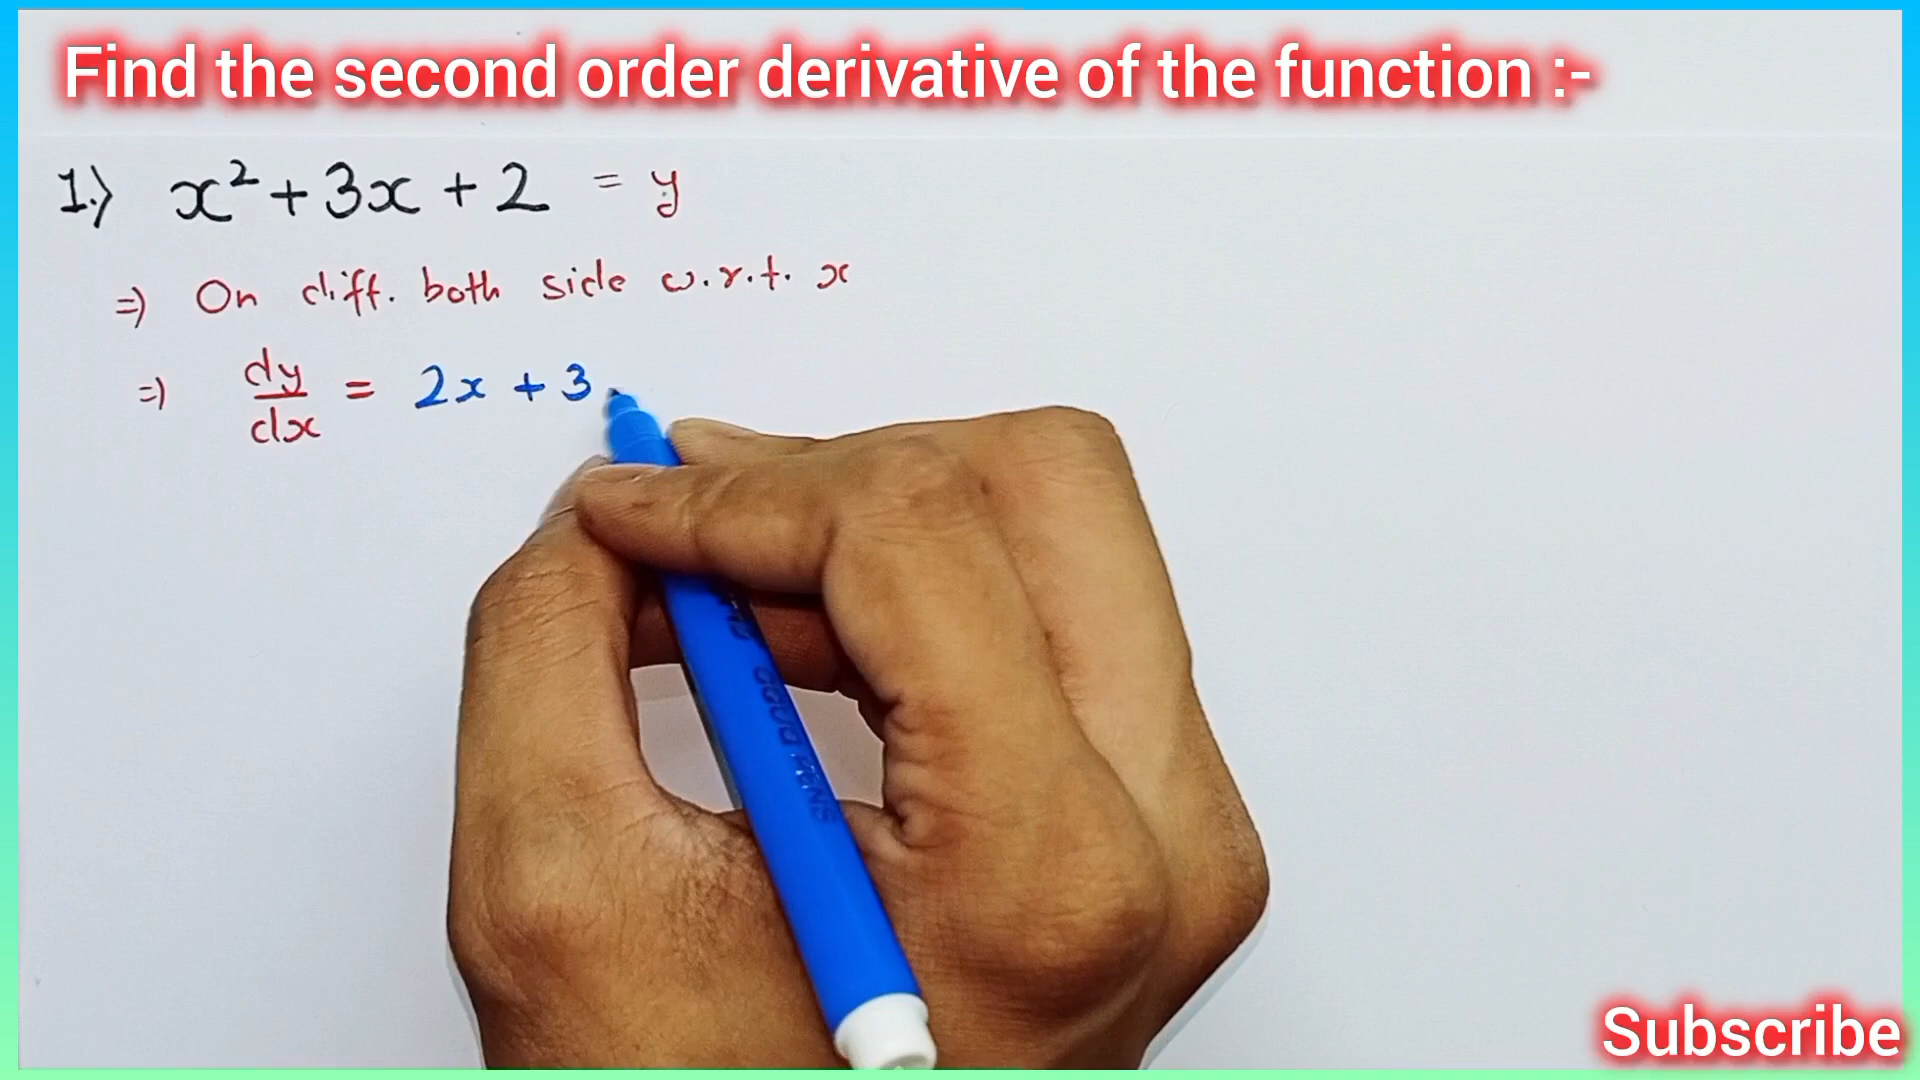 Find the second order derivative of the function :-
1.) x² + 3x + 2 = y
⇒ On diff. both side w.r.t. x
⇒ dy/dx = 2x + 3
Subscribe